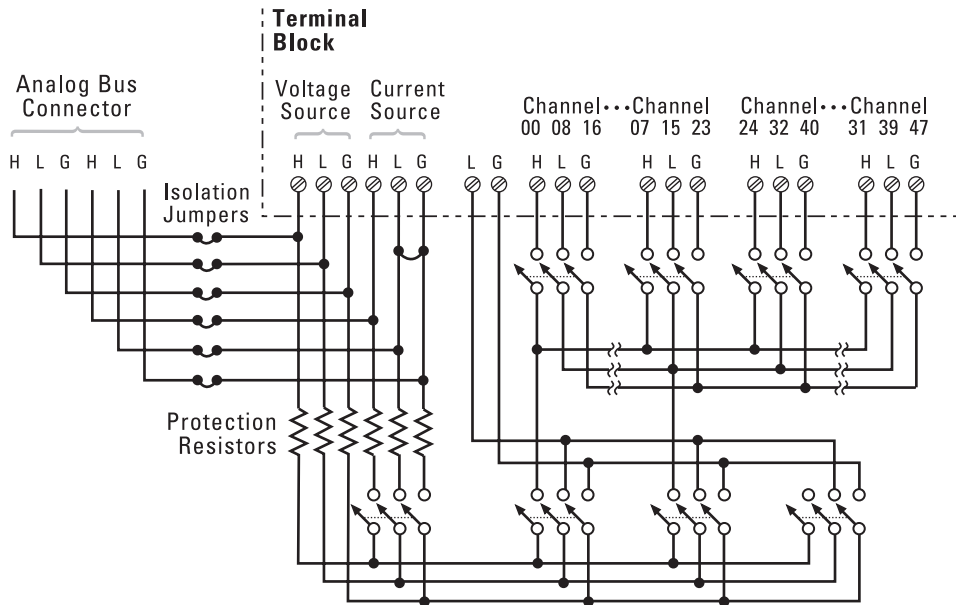 Terminal
Block
Analog Bus
Connector
Voltage
Source
Current
Source
Channel•••Channel
00 08 16 07 15 23
Channel•••Channel
24 32 40 31 39 47
H L G H L G
H L G H L G
L G
H L G
H L G
H L G
H L G
Isolation
Jumpers
Protection
Resistors